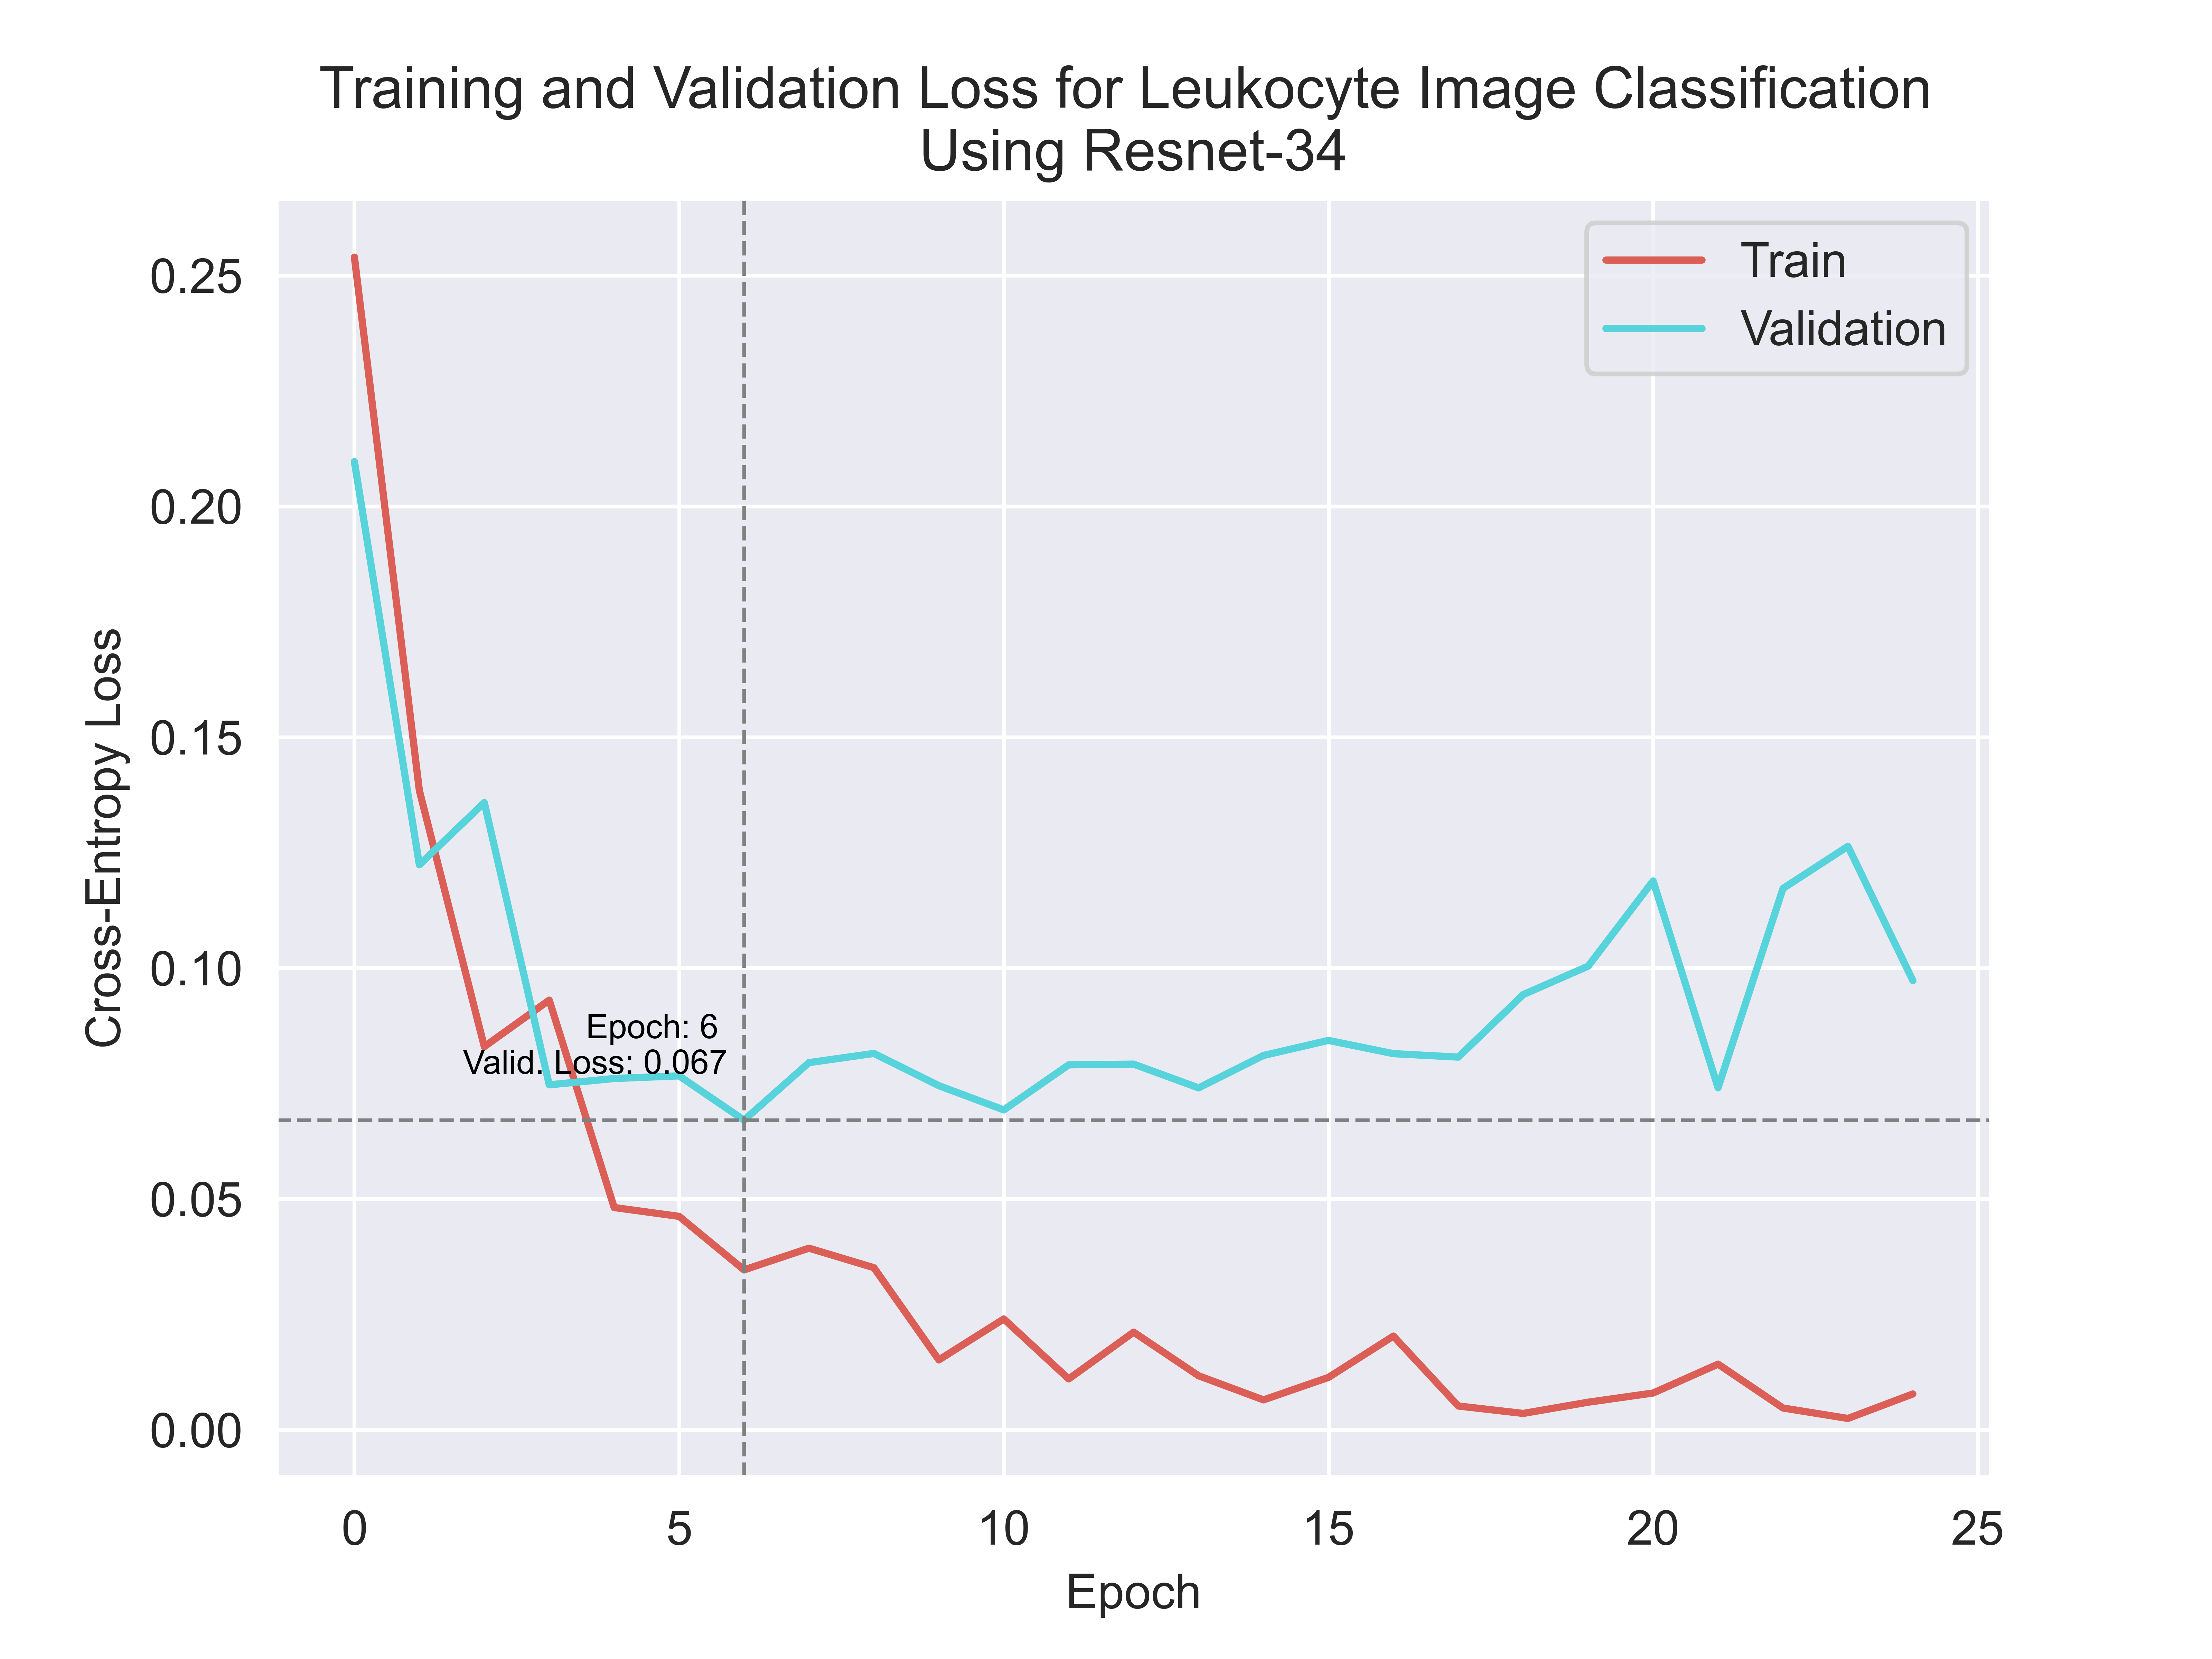 Training and Validation Loss for Leukocyte Image Classification
Using Resnet-34
Train
Validation
0.25
0.20
0.15
0.10
0.05
0.00
Cross-Entropy Loss
Epoch: 6
Valid. Loss: 0.067
0
5
10
15
20
25
Epoch